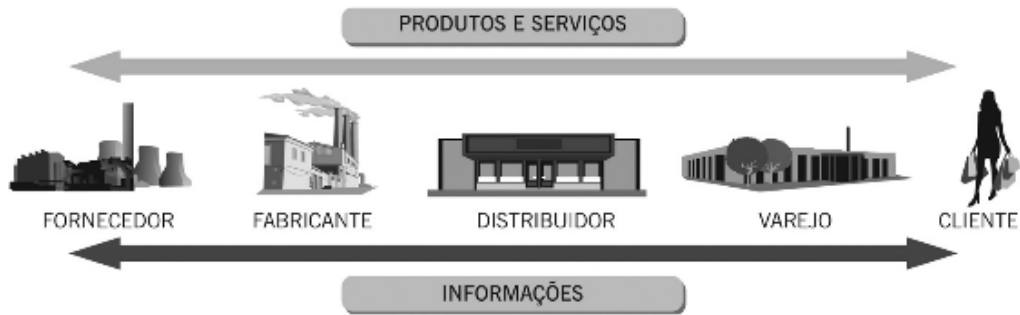 PRODUTOS E SERVIÇOS
FORNECEDOR FABRICANTE DISTRIBUIDOR VAREJO CLIENTE
INFORMAÇÕES